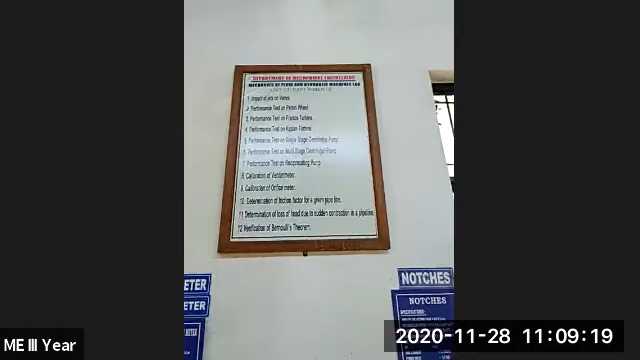 DEPARTMENT OF MECHANICAL ENGINEERING
MECHANICS OF FLUID AND HYDRAULIC MACHINES LAB
LIST OF EXPERIMENTS
1. Impact of jets on Vanes
2. Performance Test on Pelton Wheel
3. Performance Test on Francis Turbine
4. Performance Test on Kaplan Turbine
5. Performance Test on Single Stage Centrifugal Pump
6. Performance Test on Multi Stage Centrifugal Pump
7. Performance Test on Reciprocating Pump
8. Calibration of Venturimeter.
9. Calibration of Orifice meter.
10. Determination of friction factor for a given pipe line.
11. Determination of loss of head due to sudden contraction in a pipeline.
12. Verification of Bernoulli's Theorem.
ETER
ETER
NOTCHES
NOTCHES
SPECIFICATIONS:
2020-11-28 11:09:19
ME III Year